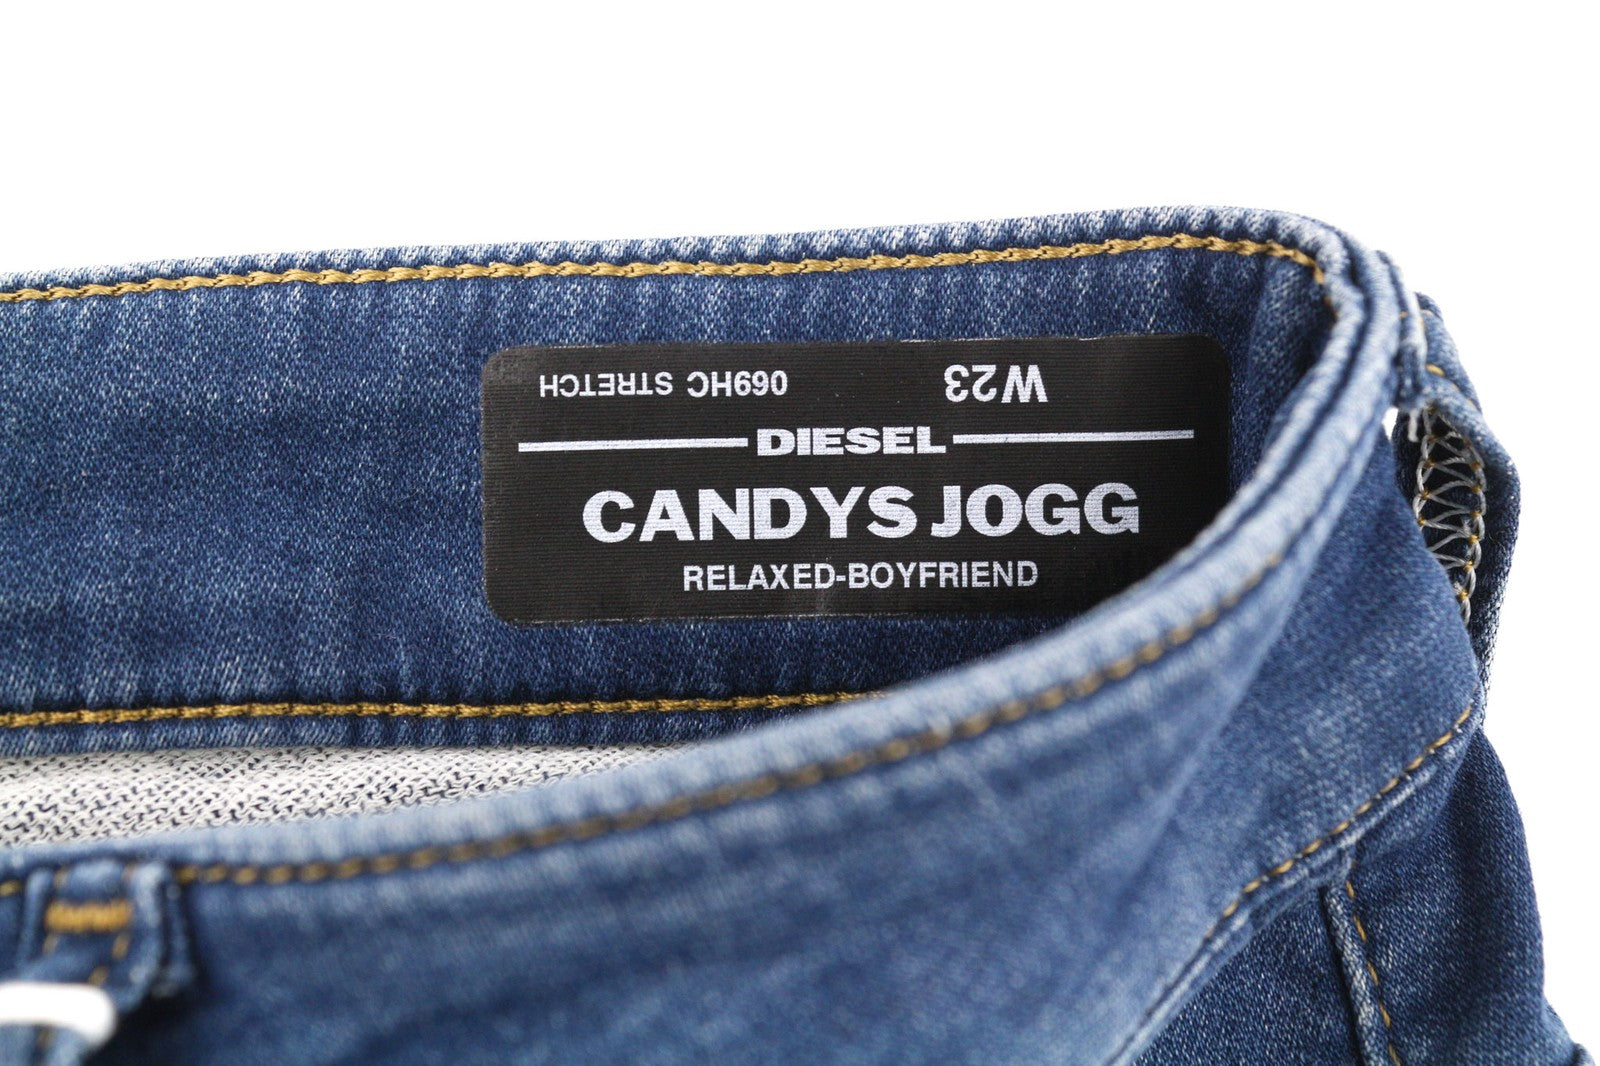 W23 069HC STRETCH
DIESEL
CANDYS JOGG
RELAXED-BOYFRIEND